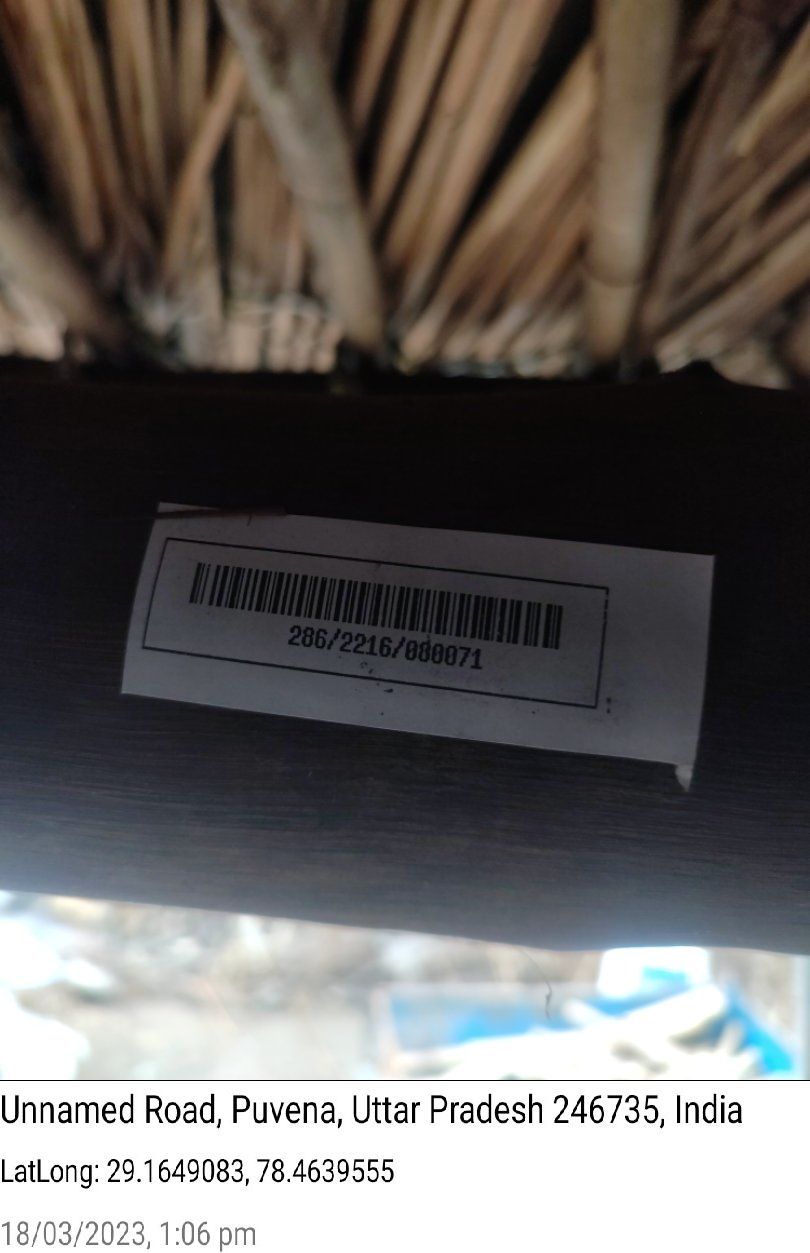 286/2216/080071
Unnamed Road, Puvena, Uttar Pradesh 246735, India
LatLong: 29.1649083, 78.4639555
18/03/2023, 1:06 pm